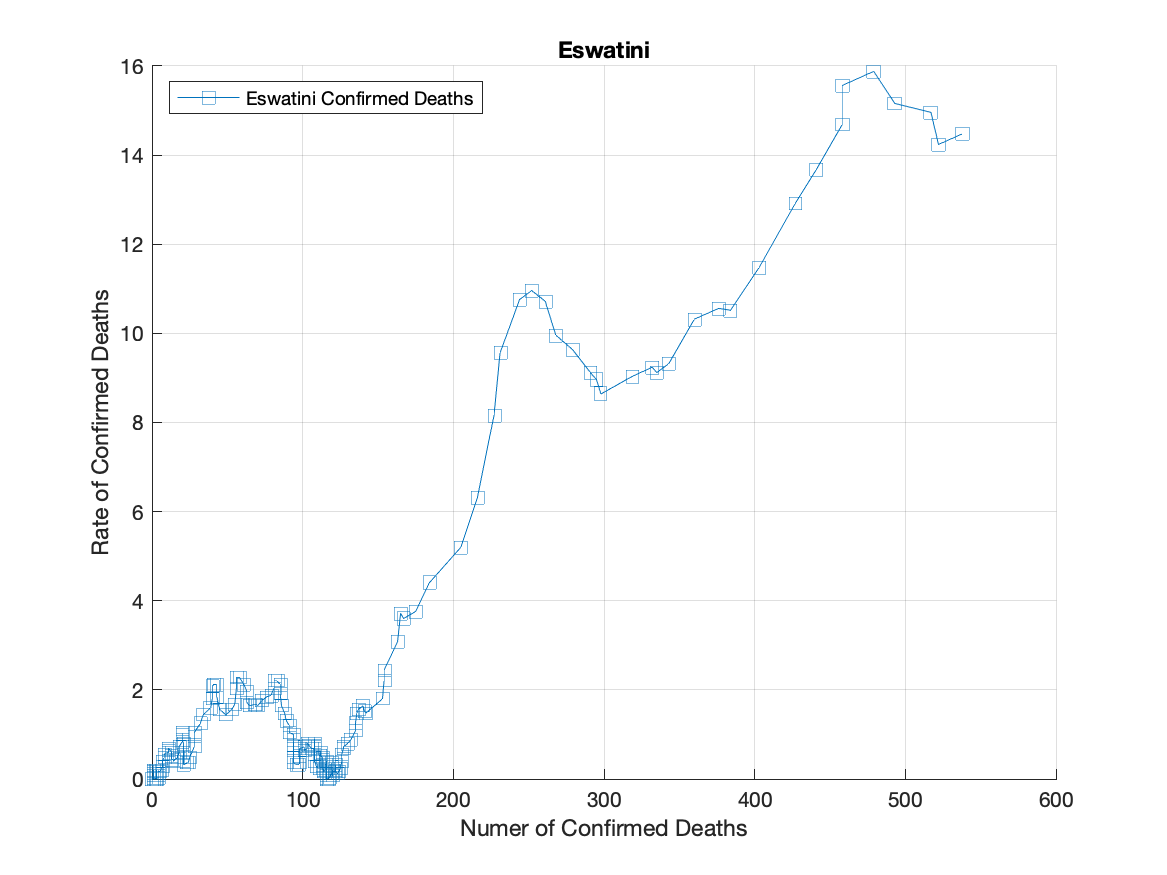 Eswatini
Eswatini Confirmed Deaths
16
14
12
10
8
6
4
2
0
Rate of Confirmed Deaths
0 100 200 300 400 500 600
Numer of Confirmed Deaths